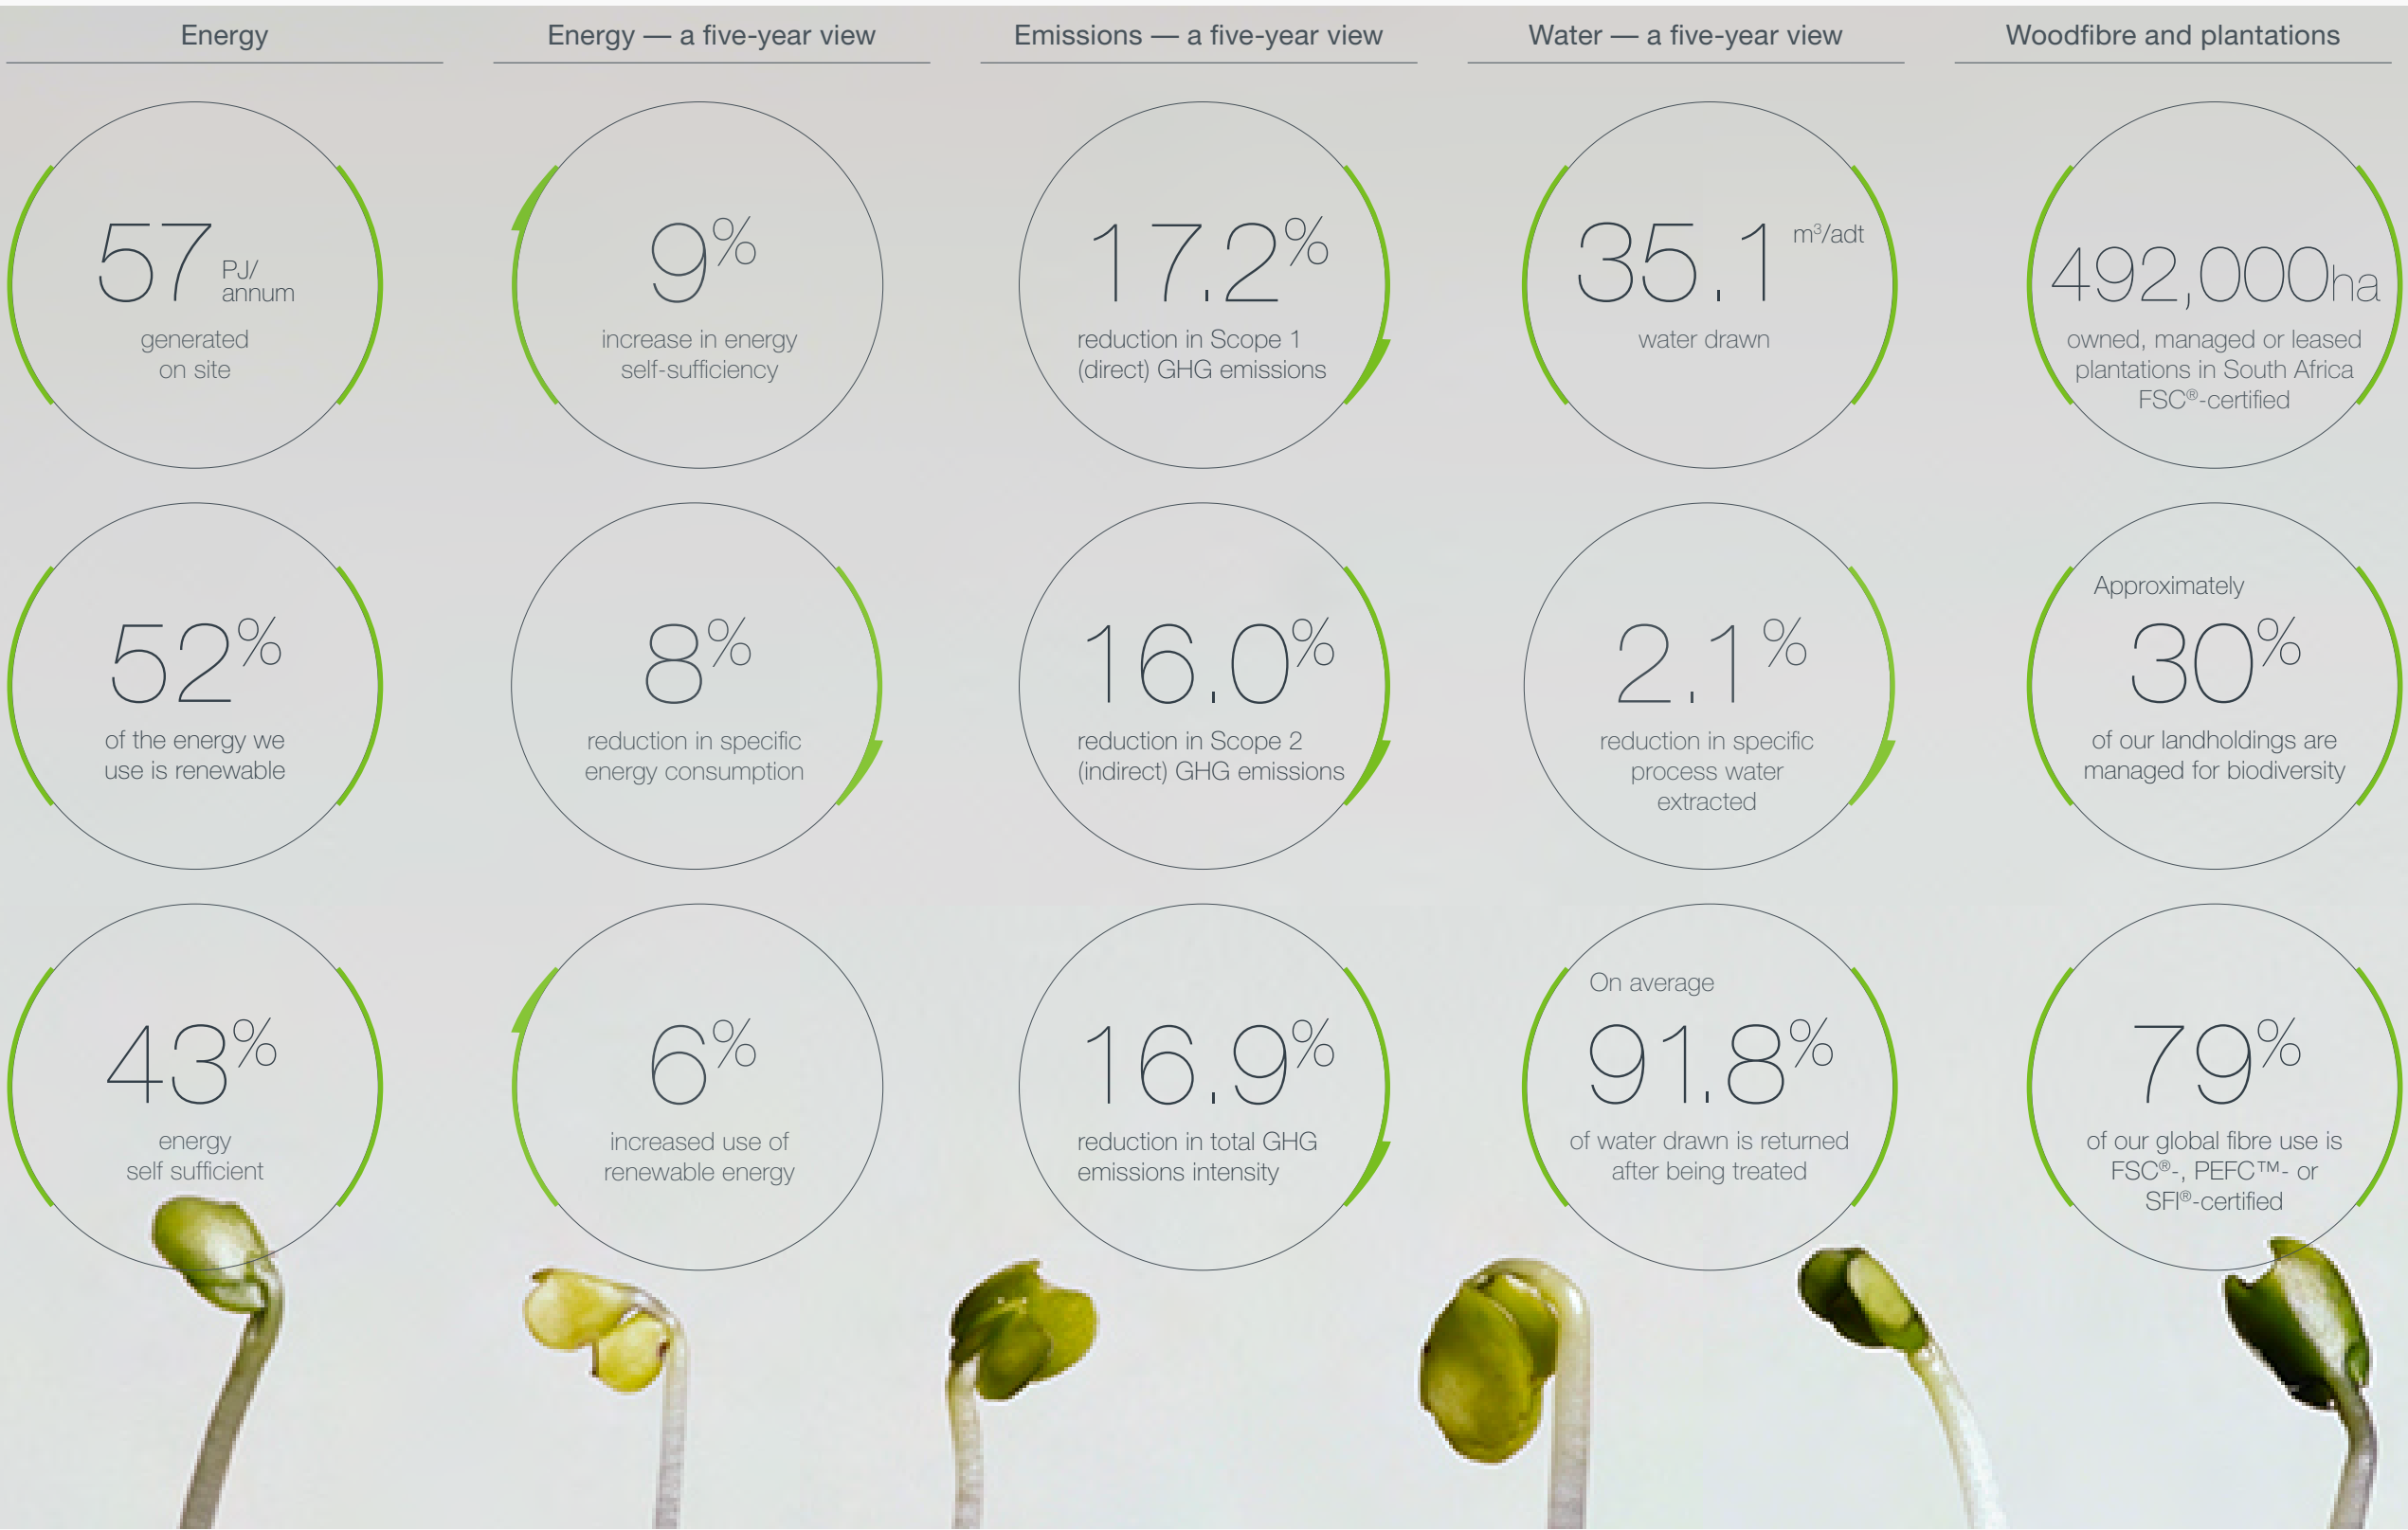 Energy
57 PJ/
annum
generated
on site
52%
of the energy we
use is renewable
43%
energy
self sufficient
Energy — a five-year view
9%
increase in energy
self-sufficiency
8%
reduction in specific
energy consumption
6%
increased use of
renewable energy
Emissions — a five-year view
17.2%
reduction in Scope 1
(direct) GHG emissions
16.0%
reduction in Scope 2
(indirect) GHG emissions
16.9%
reduction in total GHG
emissions intensity
Water — a five-year view
35.1 m³/adt
water drawn
2.1%
reduction in specific
process water
extracted
On average
91.8%
of water drawn is returned
after being treated
Woodfibre and plantations
492,000ha
owned, managed or leased
plantations in South Africa
FSC®-certified
Approximately
30%
of our landholdings are
managed for biodiversity
79%
of our global fibre use is
FSC®-, PEFC™- or
SFI®-certified